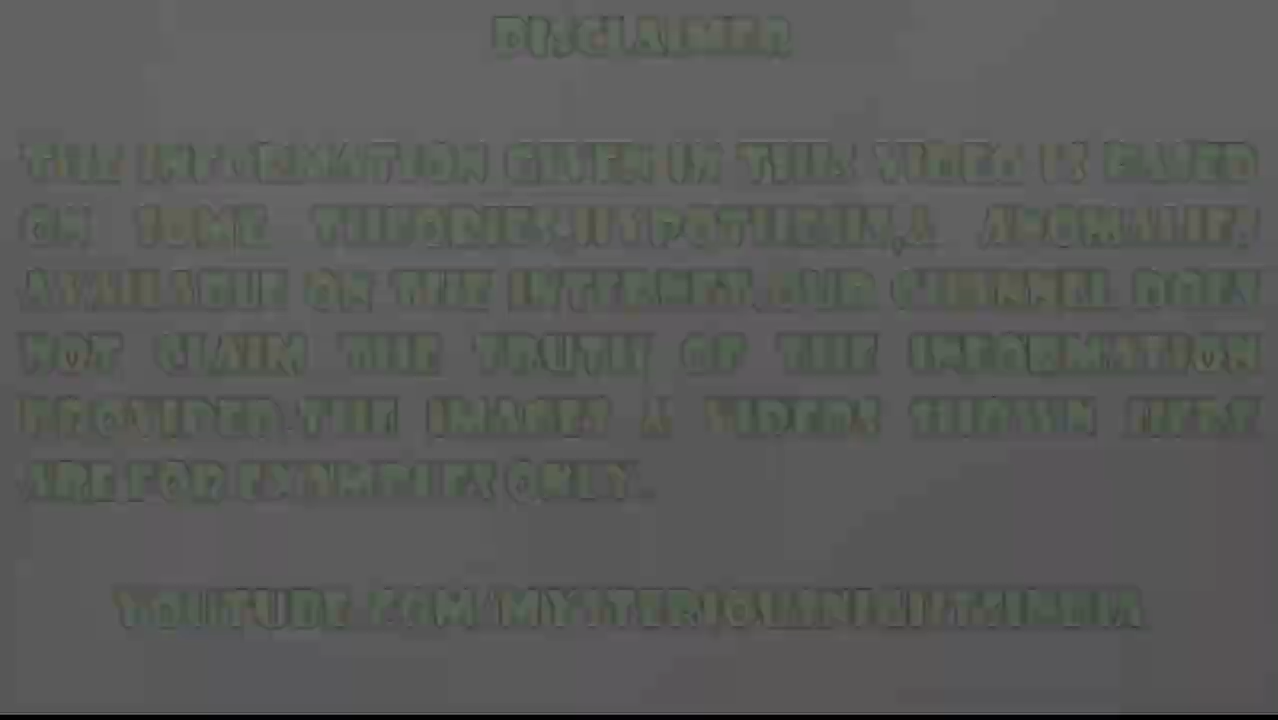 DISCLAIMER
THE INFORMATION GIVEN IN THIS VIDEO IS BASED
ON SOME THEORIES,HYPOTHESIS,& ANOMALIES
AVAILABLE ON THE INTERNET.OUR CHANNEL DOES
NOT CLAIM THE TRUTH OF THE INFORMATION
PROVIDED.THE IMAGES & VIDEOS SHOWN HERE
ARE FOR EXAMPLES ONLY.
YOUTUBE.COM/MYSTERIOUSNIGHTSINDIA